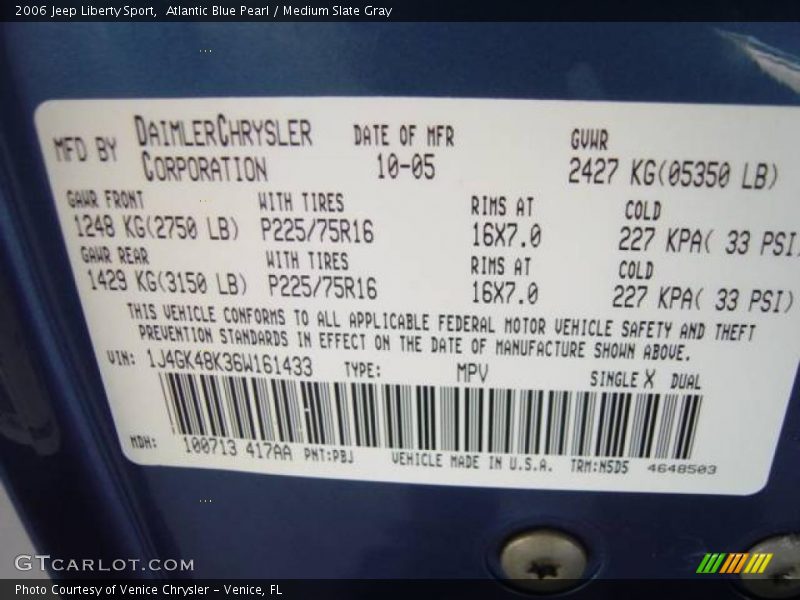 2006 Jeep Liberty Sport,  Atlantic Blue Pearl / Medium Slate Gray
MFD BY DAIMLERCHRYSLER CORPORATION
DATE OF MFR 10-05
GVWR 2427 KG(05350 LB)
GAWR FRONT WITH TIRES RIMS AT COLD
1248 KG(2750 LB) P225/75R16 16X7.0 227 KPA( 33 PSI)
GAWR REAR WITH TIRES RIMS AT COLD
1429 KG(3150 LB) P225/75R16 16X7.0 227 KPA( 33 PSI)
THIS VEHICLE CONFORMS TO ALL APPLICABLE FEDERAL MOTOR VEHICLE SAFETY AND THEFT
PREVENTION STANDARDS IN EFFECT ON THE DATE OF MANUFACTURE SHOWN ABOVE.
VIN: 1J4GK48K36W161433 TYPE: MPV SINGLE X DUAL
MDH: 100713 417AA PNT:PBJ VEHICLE MADE IN U.S.A. TRM:N5D5 4648503
GTCARLOT.COM
Photo Courtesy of Venice Chrysler – Venice, FL